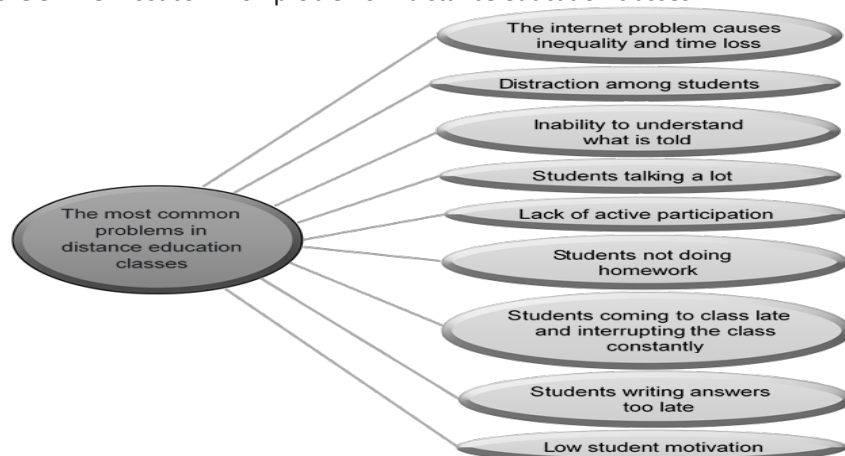 The most common
problems in
distance education
classes
The internet problem causes
inequality and time loss
Distraction among students
Inability to understand
what is told
Students talking a lot
Lack of active participation
Students not doing
homework
Students coming to class late
and interrupting the class
constantly
Students writing answers
too late
Low student motivation